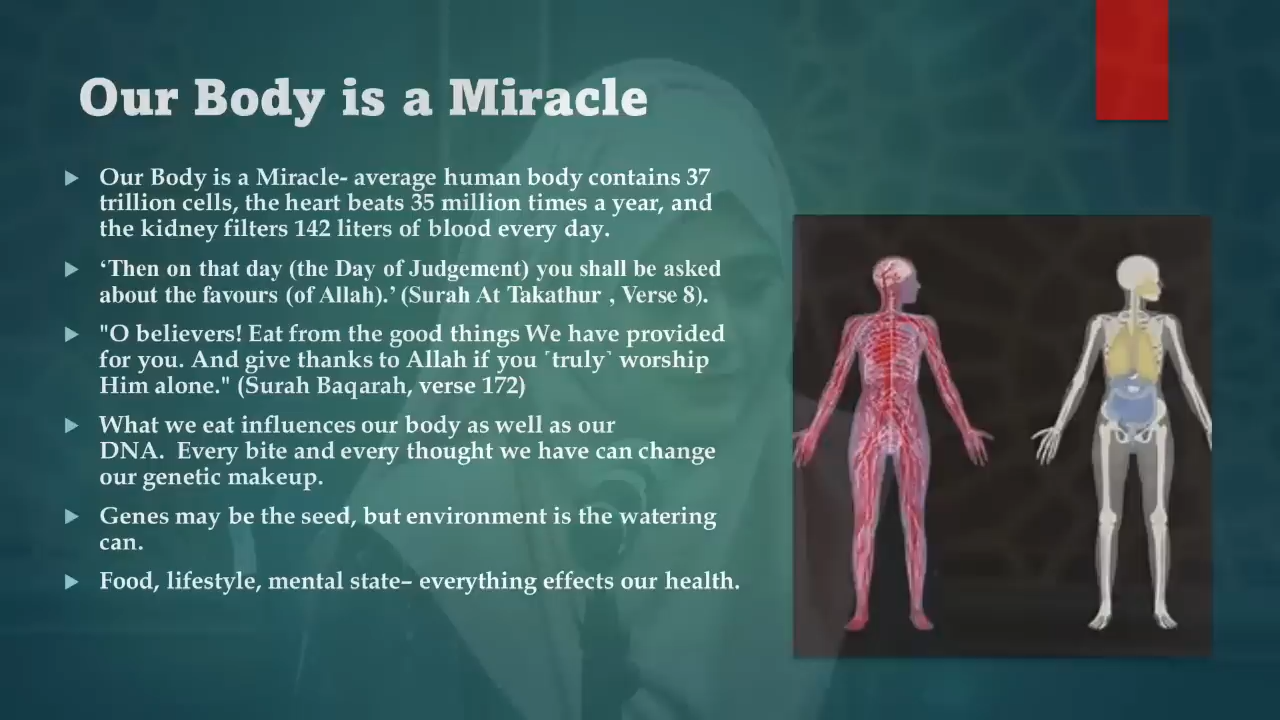 Our Body is a Miracle
Our Body is a Miracle- average human body contains 37
trillion cells, the heart beats 35 million times a year, and
the kidney filters 142 liters of blood every day.
‘Then on that day (the Day of Judgement) you shall be asked
about the favours (of Allah).’ (Surah At Takathur , Verse 8).
"O believers! Eat from the good things We have provided
for you. And give thanks to Allah if you ˹truly˺ worship
Him alone." (Surah Baqarah, verse 172)
What we eat influences our body as well as our
DNA.  Every bite and every thought we have can change
our genetic makeup.
Genes may be the seed, but environment is the watering
can.
Food, lifestyle, mental state– everything effects our health.